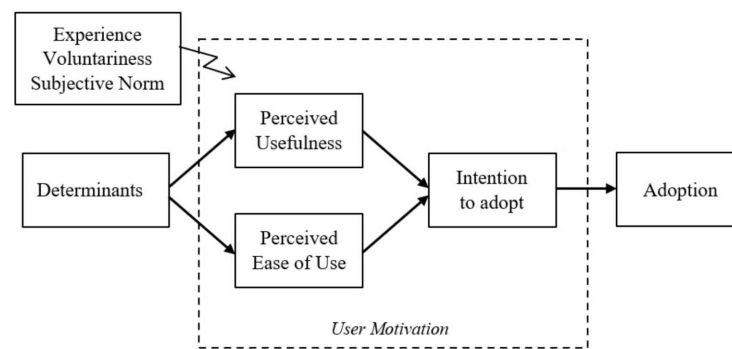 Experience
Voluntariness
Subjective Norm
Perceived
Usefulness
Determinants
Intention
to adopt
Adoption
Perceived
Ease of Use
User Motivation